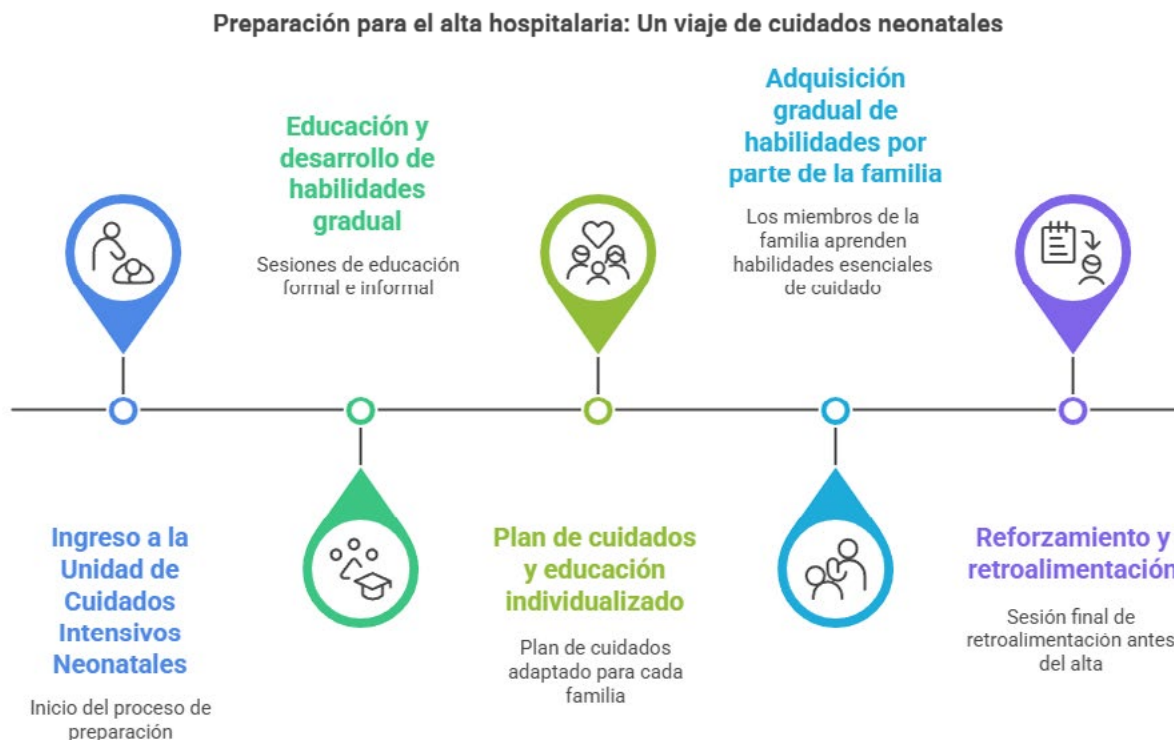 Preparación para el alta hospitalaria: Un viaje de cuidados neonatales
Ingreso a la
Unidad de
Cuidados
Intensivos
Neonatales
Inicio del proceso de
preparación
Educación y
desarrollo de
habilidades
gradual
Sesiones de educación
formal e informal
Plan de cuidados
y educación
individualizado
Plan de cuidados
adaptado para cada
familia
Adquisición
gradual de
habilidades por
parte de la familia
Los miembros de la
familia aprenden
habilidades esenciales
de cuidado
Reforzamiento y
retroalimentación
Sesión final de
retroalimentación antes
del alta